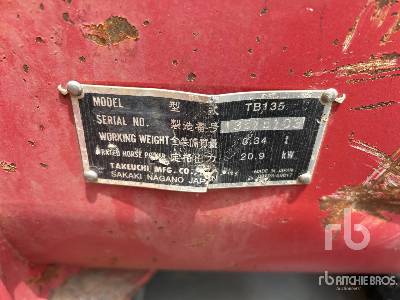 MODEL 型 式 TB135
SERIAL NO. 製造番号
WORKING WEIGHT 全装備質量 3.34 t
RATED HORSE POWER 定格出力 20.9 kW
TAKEUCHI MFG. CO.,
SAKAKI NAGANO JAPAN
MADE IN JAPAN
rb
rb RITCHIE BROS.
Auctioneers